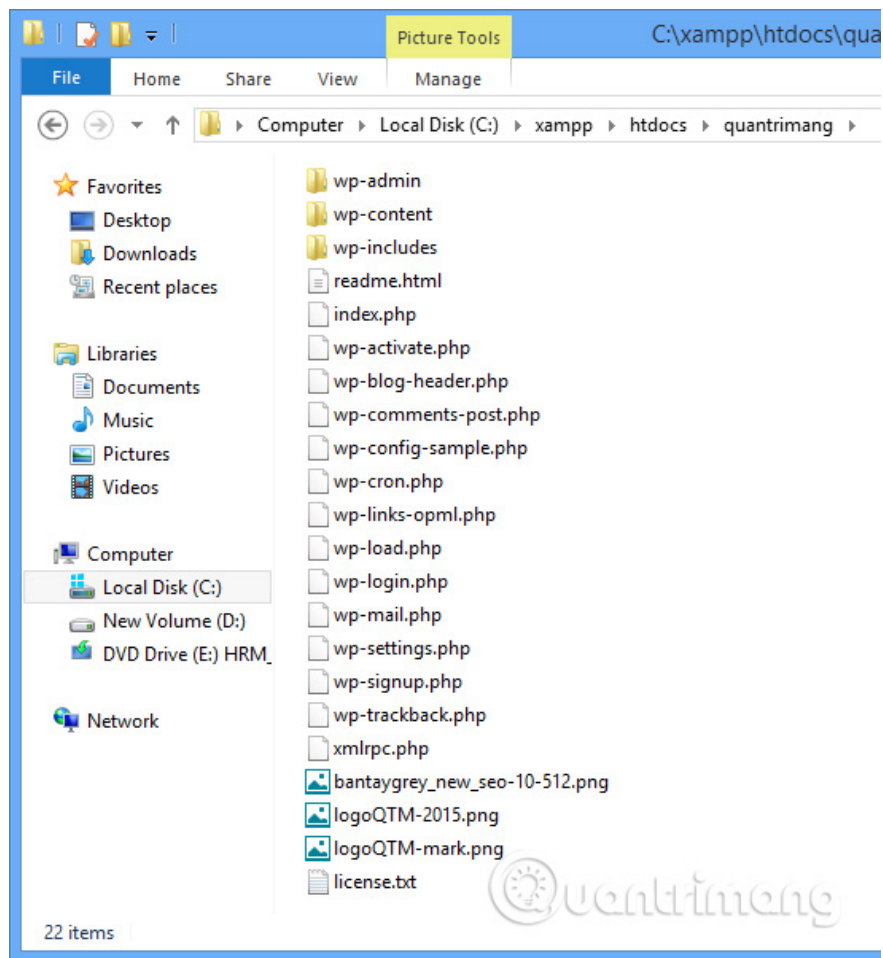 Picture Tools
C:\xampp\htdocs\qua
File Home Share View Manage
Computer Local Disk (C:) xampp htdocs quantrimang
Favorites
Desktop
Downloads
Recent places
Libraries
Documents
Music
Pictures
Videos
Computer
Local Disk (C:)
New Volume (D:)
DVD Drive (E:) HRM_
Network
wp-admin
wp-content
wp-includes
readme.html
index.php
wp-activate.php
wp-blog-header.php
wp-comments-post.php
wp-config-sample.php
wp-cron.php
wp-links-opml.php
wp-load.php
wp-login.php
wp-mail.php
wp-settings.php
wp-signup.php
wp-trackback.php
xmlrpc.php
bantaygrey_new_seo-10-512.png
logoQTM-2015.png
logoQTM-mark.png
license.txt
Quantrimang
22 items